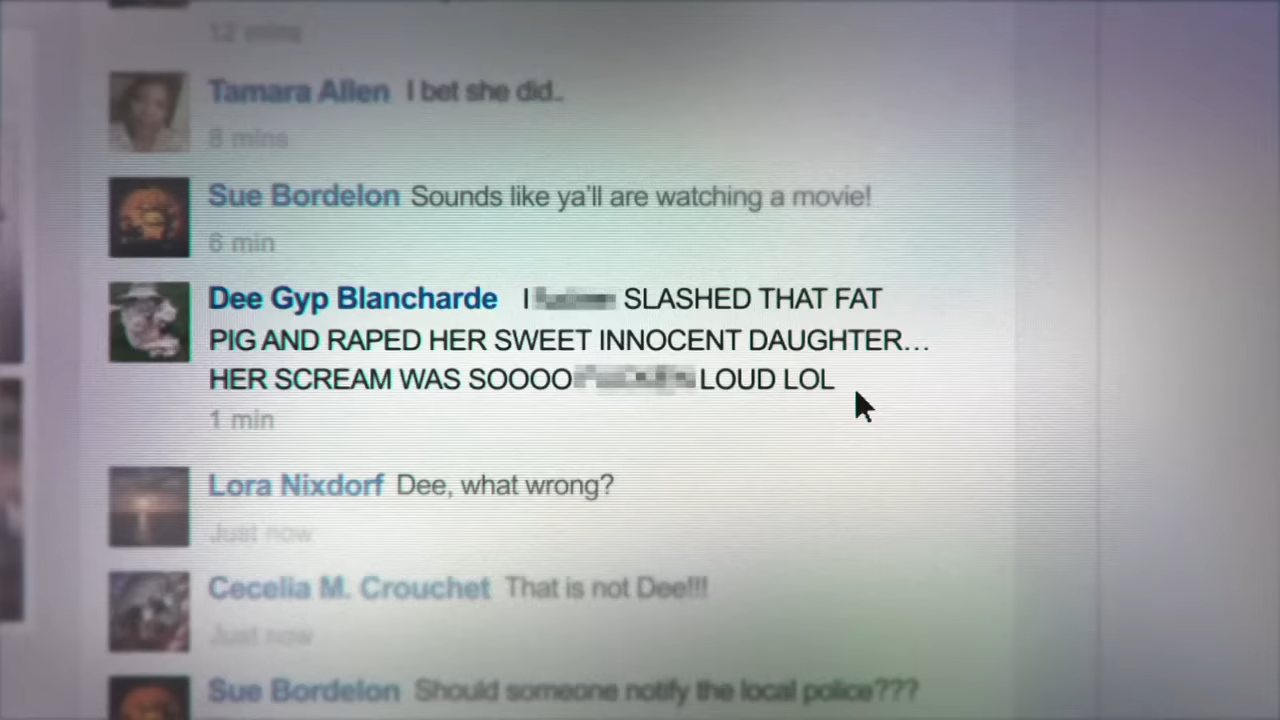 12 mins
Tamara Allen I bet she did..
8 mins
Sue Bordelon Sounds like ya'll are watching a movie!
6 min
Dee Gyp Blancharde I SLASHED THAT FAT
PIG AND RAPED HER SWEET INNOCENT DAUGHTER...
HER SCREAM WAS SOOOO LOUD LOL
1 min
Lora Nixdorf Dee, what wrong?
Just now
Cecelia M. Crouchet That is not Dee!!!
Just now
Sue Bordelon Should someone notify the local police???